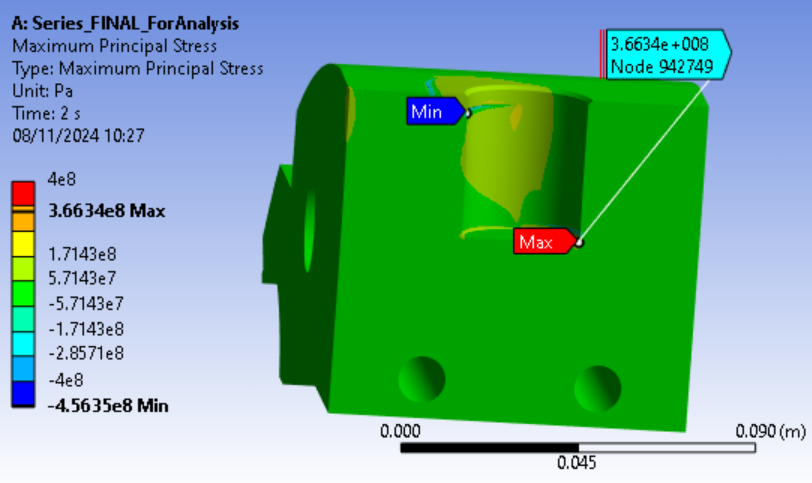 A: Series_FINAL_ForAnalysis
Maximum Principal Stress
Type: Maximum Principal Stress
Unit: Pa
Time: 2 s
08/11/2024 10:27
3.6634e+008
Node 942749
Min
Max
4e8
3.6634e8 Max
1.7143e8
5.7143e7
-5.7143e7
-1.7143e8
-2.8571e8
-4e8
-4.5635e8 Min
0.000
0.090 (m)
0.045